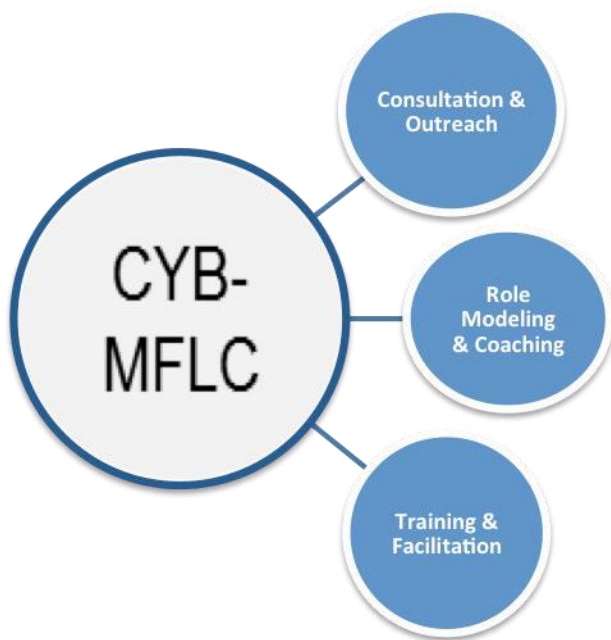 Consultation &
Outreach
CYB-
MFLC
Role
Modeling
& Coaching
Training &
Facilitation